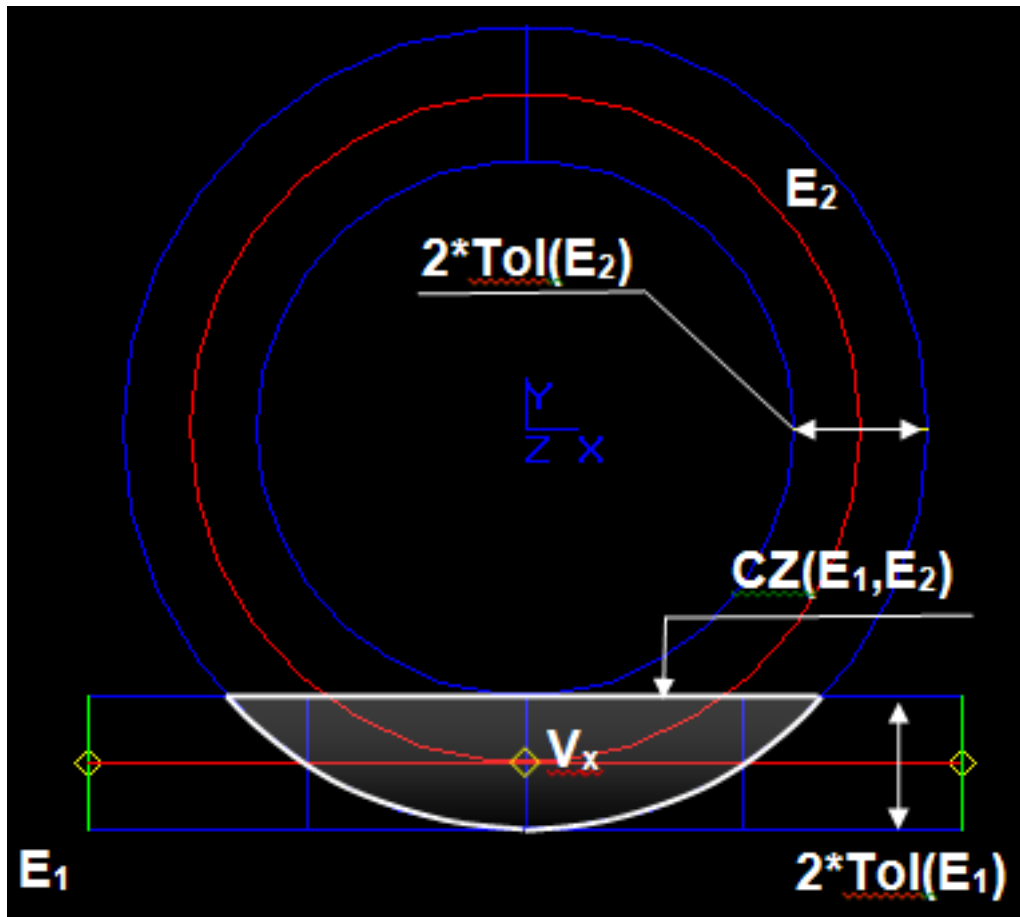 E₂
2*Tol(E₂)
Y
Z X
CZ(E₁,E₂)
Vₓ
E₁
2*Tol(E₁)